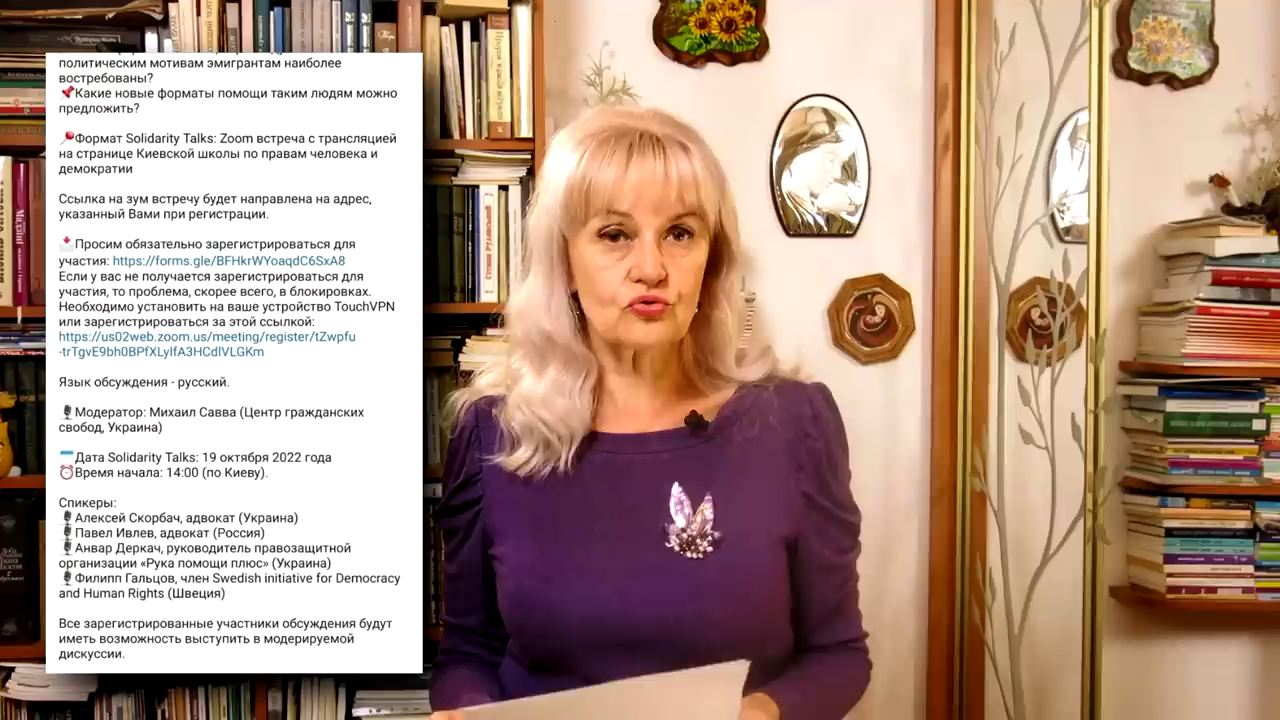 политическим мотивам эмигрантам наиболее
востребованы?
📌Какие новые форматы помощи таким людям можно
предложить?
📍Формат Solidarity Talks: Zoom встреча с трансляцией
на странице Киевской школы по правам человека и
демократии
Ссылка на зум встречу будет направлена на адрес,
указанный Вами при регистрации.
📩Просим обязательно зарегистрироваться для
участия: https://forms.gle/BFHkrWYoaqdC6SxA8
Если у вас не получается зарегистрироваться для
участия, то проблема, скорее всего, в блокировках.
Необходимо установить на ваше устройство TouchVPN
или зарегистрироваться за этой ссылкой:
https://us02web.zoom.us/meeting/register/tZwpfu
-trTgvE9bh0BPfXLyIfA3HCdlVLGKm
Язык обсуждения - русский.
🎙Модератор: Михаил Савва (Центр гражданских
свобод, Украина)
Дата Solidarity Talks: 19 октября 2022 года
⏰Время начала: 14:00 (по Киеву).
Спикеры:
🎙Алексей Скорбач, адвокат (Украина)
🎙Павел Ивлев, адвокат (Россия)
🎙Анвар Деркач, руководитель правозащитной
организации «Рука помощи плюс» (Украина)
🎙Филипп Гальцов, член Swedish initiative for Democracy
and Human Rights (Швеция)
Все зарегистрированные участники обсуждения будут
иметь возможность выступить в модерируемой
дискуссии.